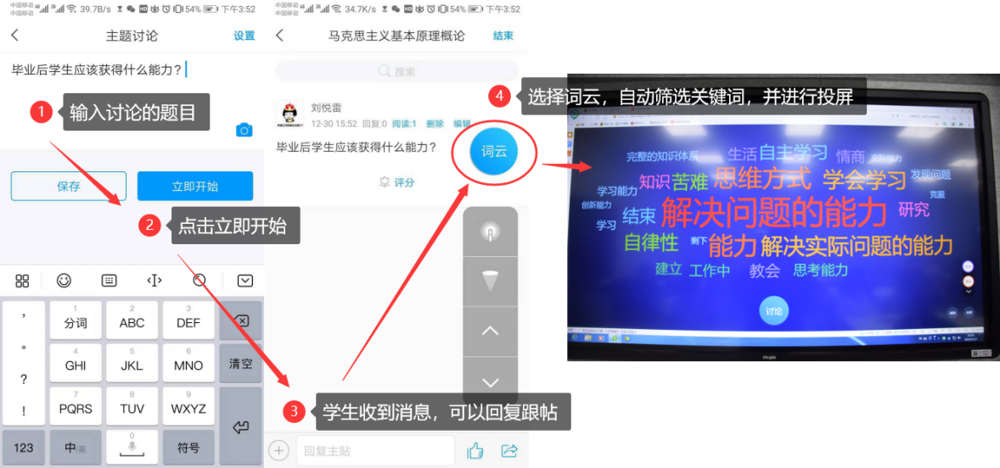 中国移动 中国移动 39.7B/s HD 54% 下午3:52
主题讨论 设置
毕业后学生应该获得什么能力?
1 输入讨论的题目
保存 立即开始
2 点击立即开始
, 1 分词 2 ABC 3 DEF
。 4 GHI 5 JKL 6 MNO 清空
? 7 PQRS 8 TUV 9 WXYZ
!
123 中/英 0 符号
中国移动 中国移动 34.7K/s HD 54% 下午3:52
马克思主义基本原理概论 结束
搜索
刘悦雷
12-30 15:52 回复:0 阅读:1 删除 编辑
毕业后学生应该获得什么能力?
词云
评分
3 学生收到消息，可以回复跟帖
回复主贴
4 选择词云，自动筛选关键词，并进行投屏
完整的知识体系 生活 自主学习 情商 实际能力
学习能力 知识 苦难 思维方式 学会学习 发现问题
创新能力 结束 解决问题的能力 研究 克服
学习 自律性 剩下 能力 解决实际问题的能力
建立 工作中 教会 思考能力
讨论